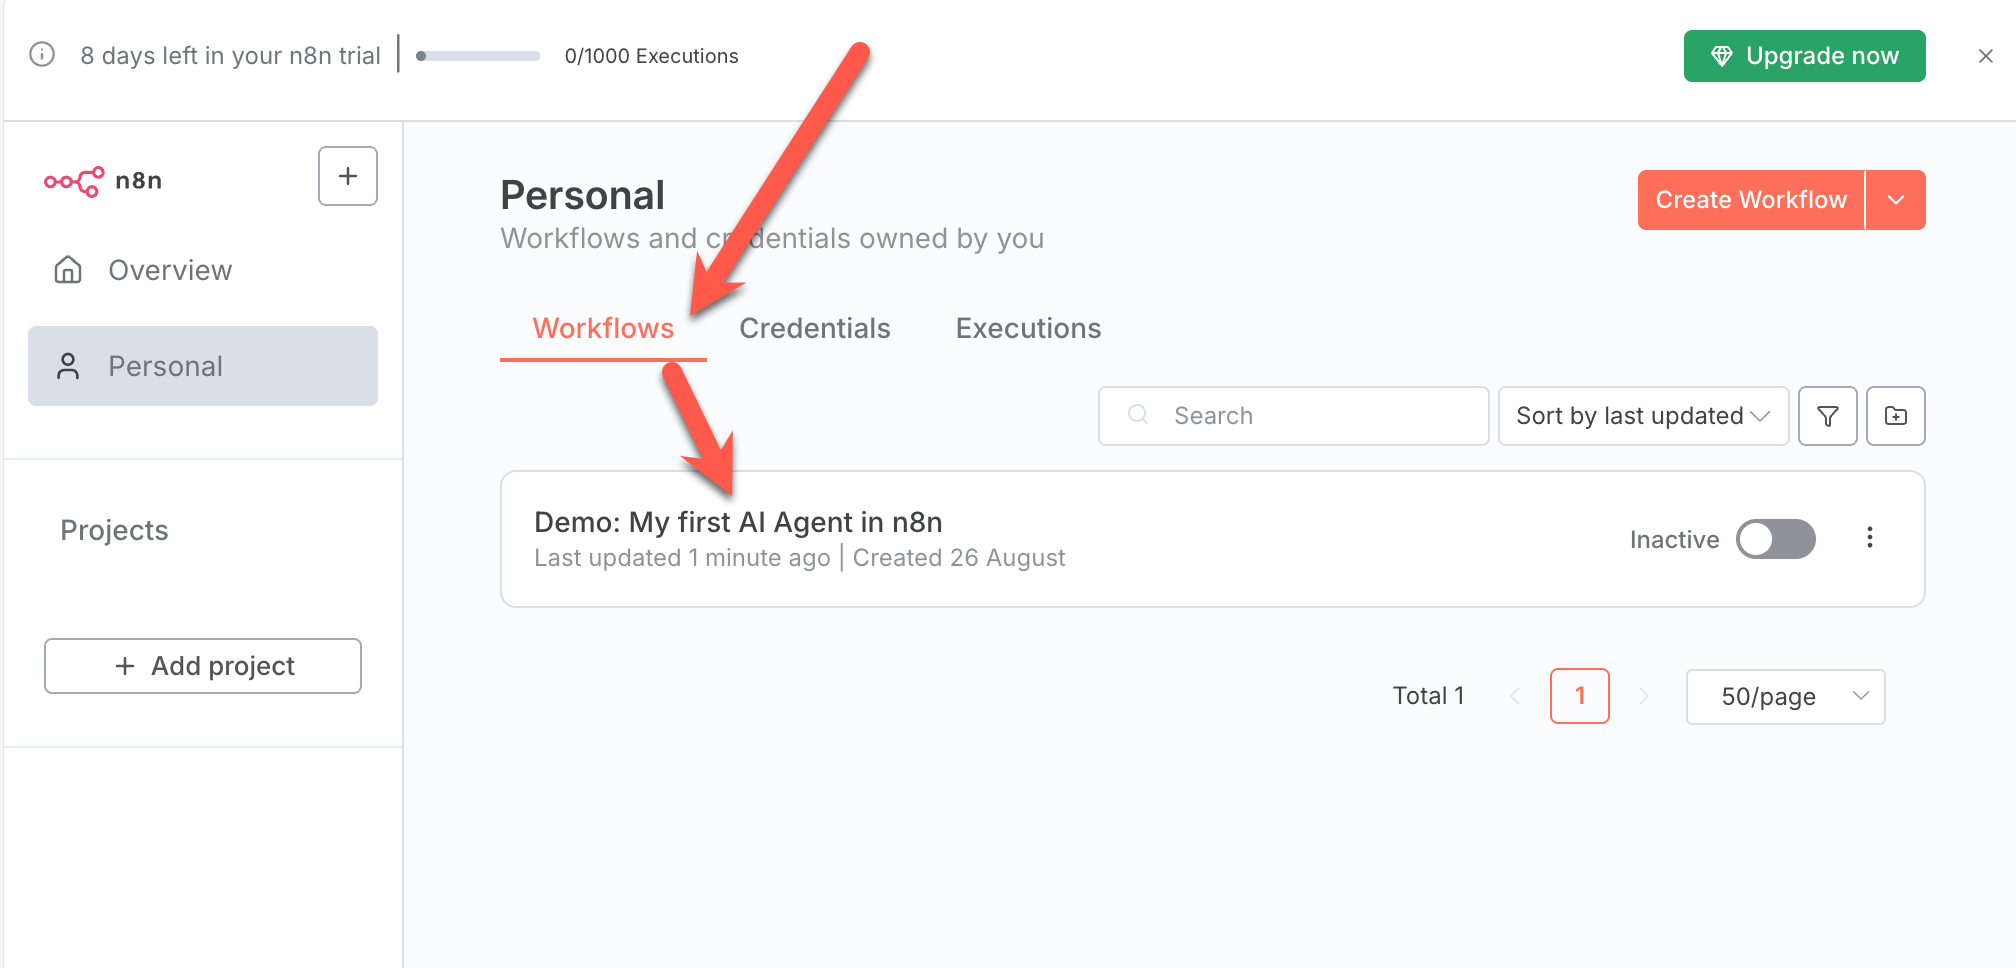 8 days left in your n8n trial
0/1000 Executions
Upgrade now
n8n
Overview
Personal
Projects
Add project
Personal
Workflows and credentials owned by you
Create Workflow
Workflows
Credentials
Executions
Search
Sort by last updated
Demo: My first AI Agent in n8n
Last updated 1 minute ago | Created 26 August
Inactive
Total 1
1
50/page